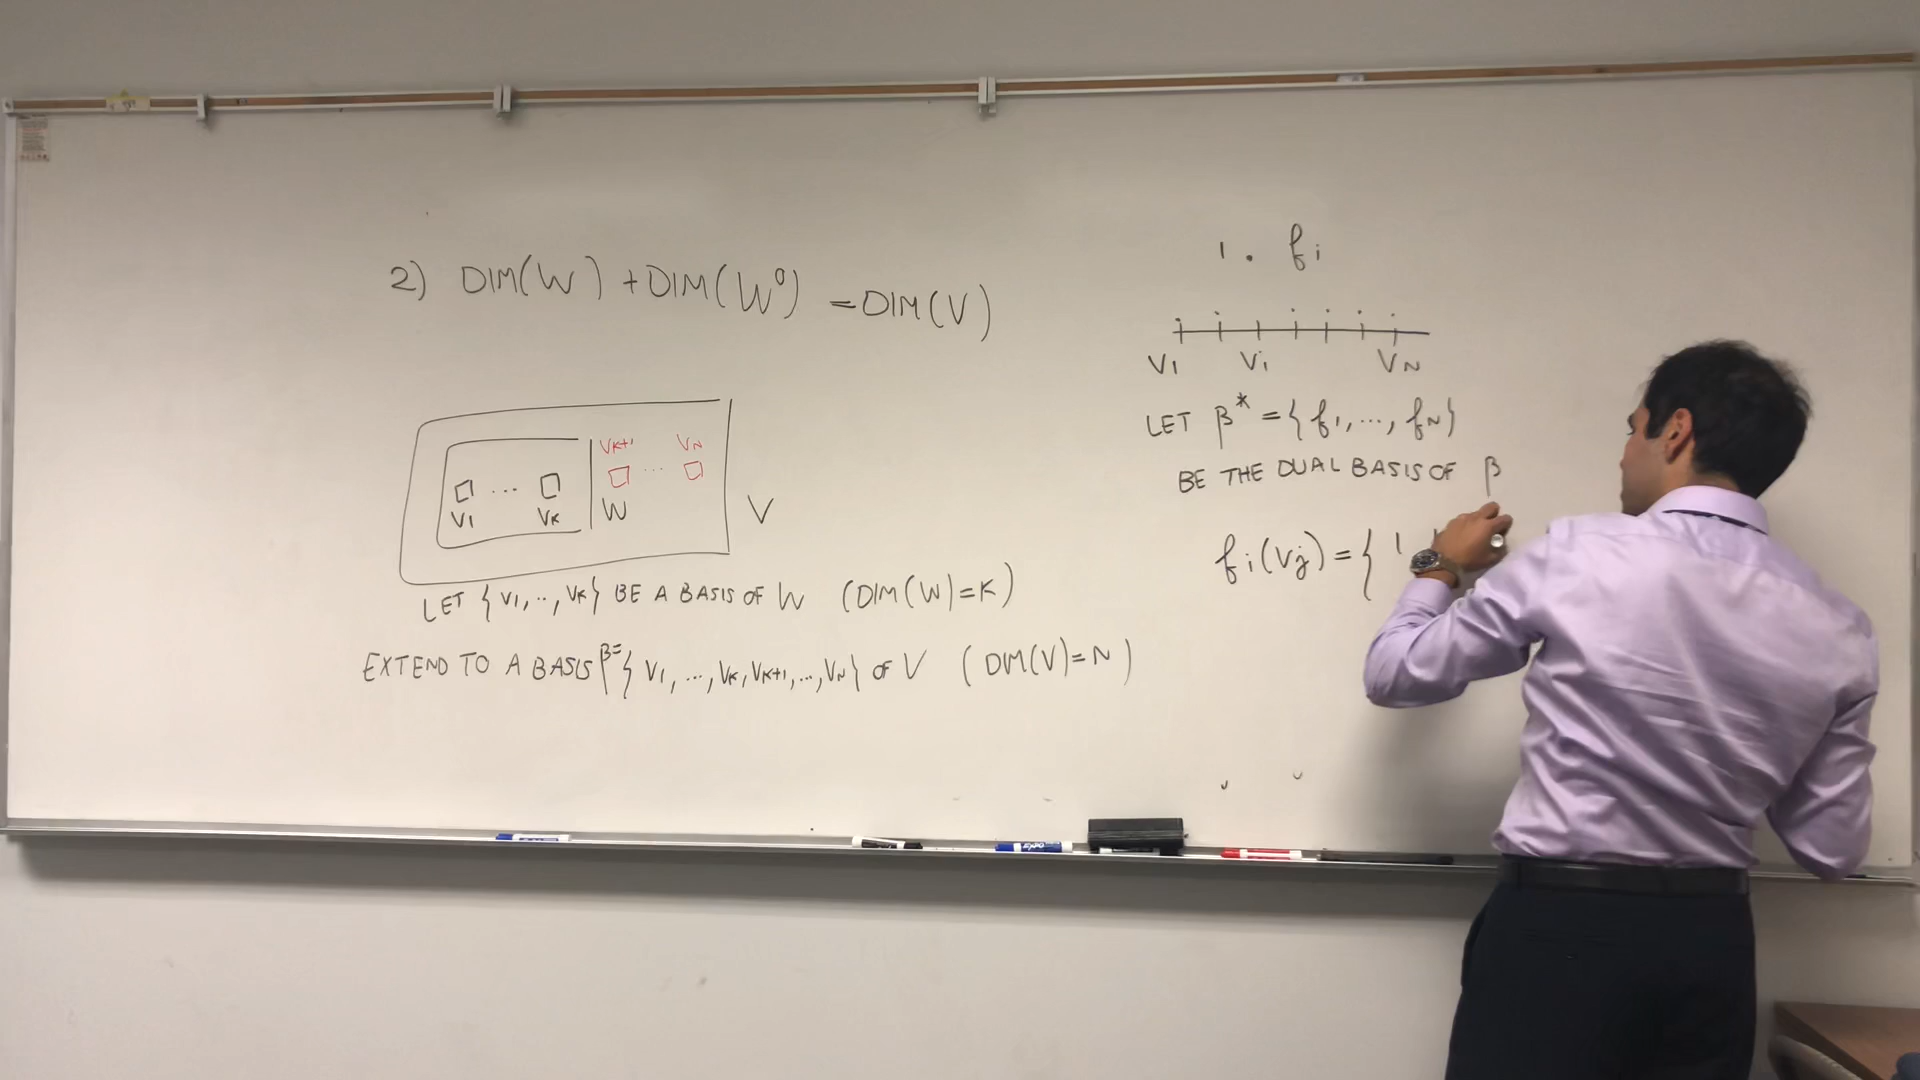 2) DIM(W) + DIM(W⁰) = DIM(V)
VK+1 VN
V1 ... VK W V
LET {V1, .., VK} BE A BASIS OF W (DIM(W)=K)
EXTEND TO A BASIS β={V1, ..., VK, VK+1, ..., VN} OF V (DIM(V)=N)
1. fi
V1 Vi VN
LET β* = {f1, ..., fN}
BE THE DUAL BASIS OF β
fi(Vj) = { 1